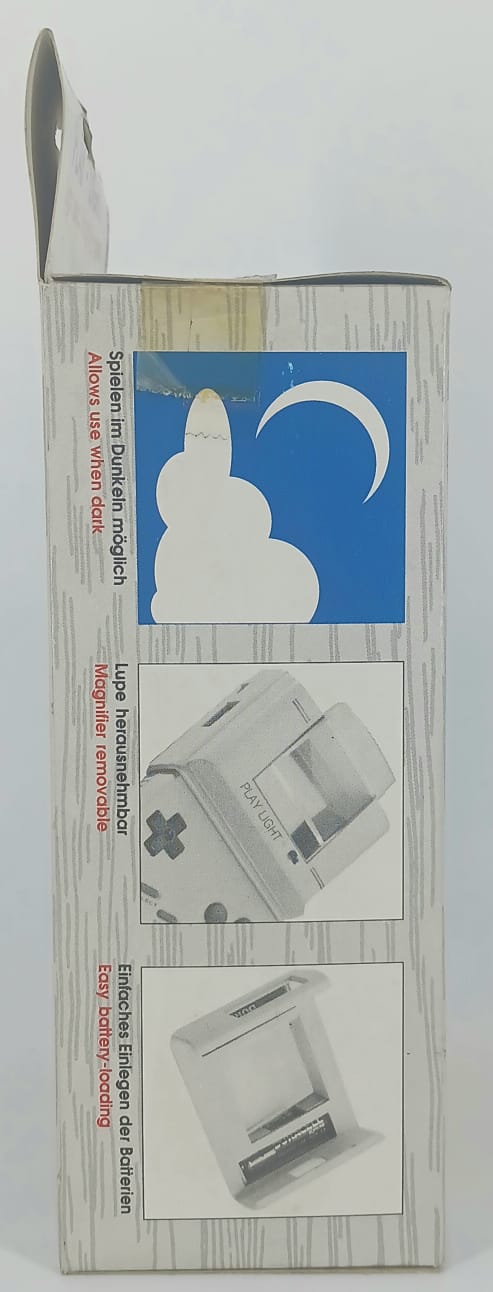 Spielen im Dunkeln möglich
Allows use when dark
Lupe herausnehmbar
Magnifier removable
PLAY LIGHT
Einfaches Einlegen der Batterien
Easy battery-loading